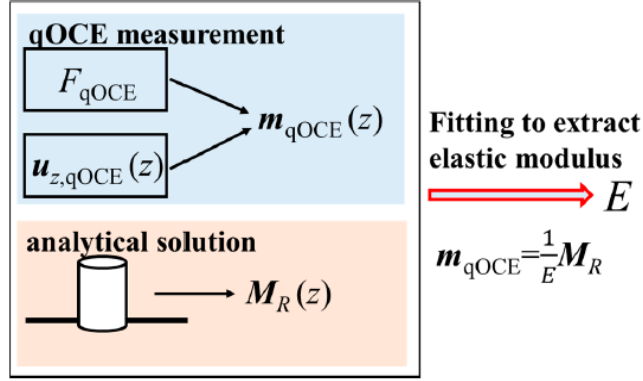 qOCE measurement
F_qOCE
u_z,qOCE(z)
m_qOCE(z)
analytical solution
M_R(z)
Fitting to extract
elastic modulus
E
m_qOCE=1/E M_R